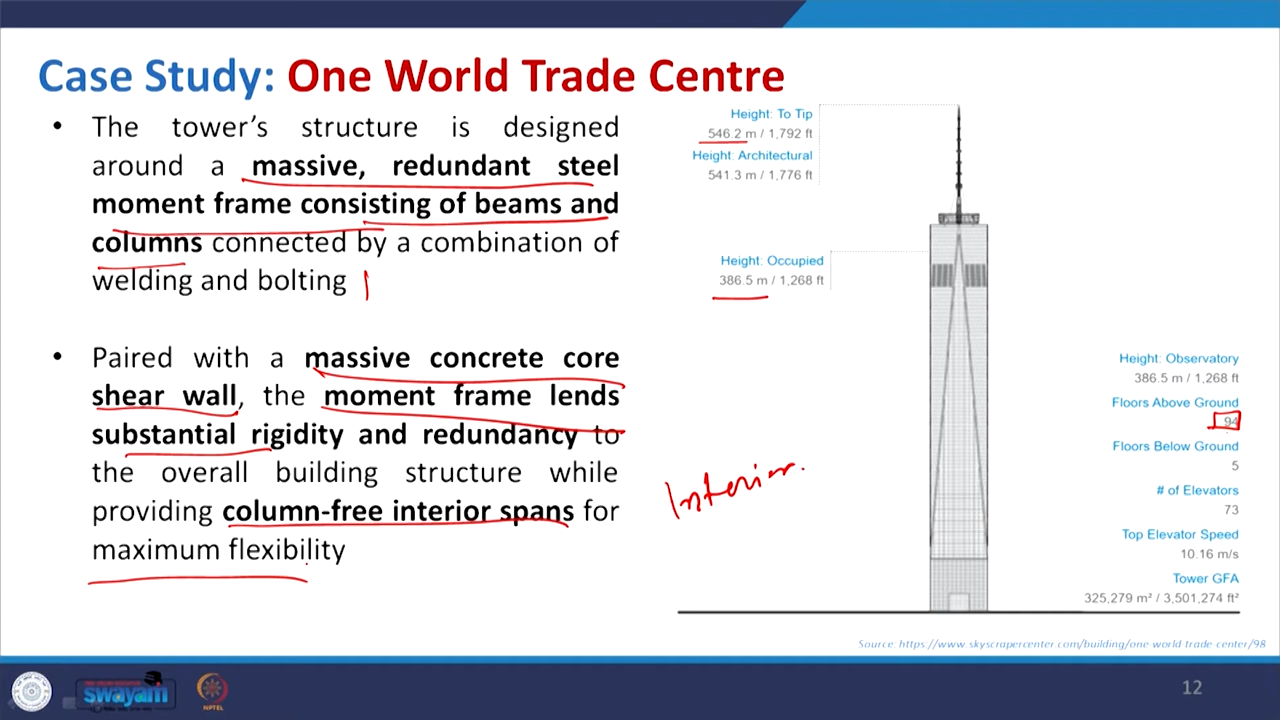 Case Study: One World Trade Centre
• The tower’s structure is designed
around a massive, redundant steel
moment frame consisting of beams and
columns connected by a combination of
welding and bolting
• Paired with a massive concrete core
shear wall, the moment frame lends
substantial rigidity and redundancy to
the overall building structure while
providing column-free interior spans for
maximum flexibility
Height: To Tip
546.2 m / 1,792 ft
Height: Architectural
541.3 m / 1,776 ft
Height: Occupied
386.5 m / 1,268 ft
Interior.
Height: Observatory
386.5 m / 1,268 ft
Floors Above Ground
94
Floors Below Ground
5
# of Elevators
73
Top Elevator Speed
10.16 m/s
Tower GFA
325,279 m² / 3,501,274 ft²
Source: https://www.skyscrapercenter.com/building/one-world-trade-center/98
swayam
NPTEL
12